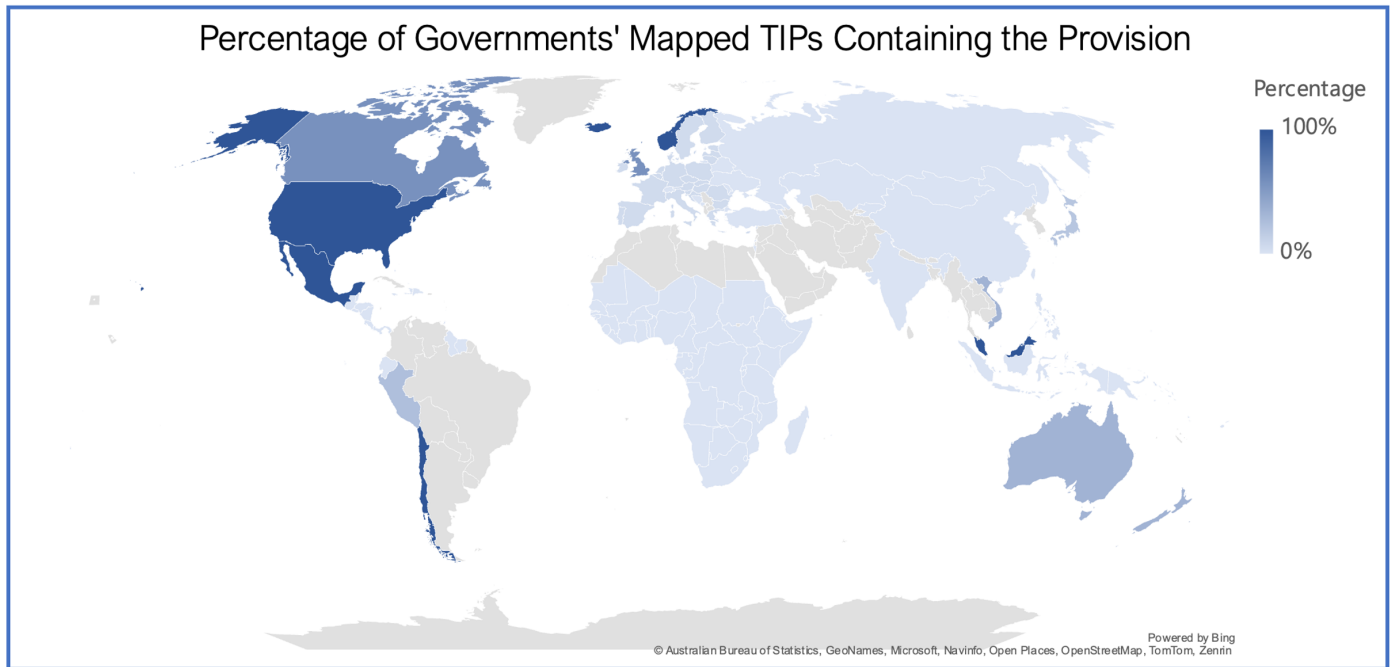 Percentage of Governments' Mapped TIPs Containing the Provision
Percentage
100%
0%
Powered by Bing
© Australian Bureau of Statistics, GeoNames, Microsoft, Navinfo, Open Places, OpenStreetMap, TomTom, Zenrin